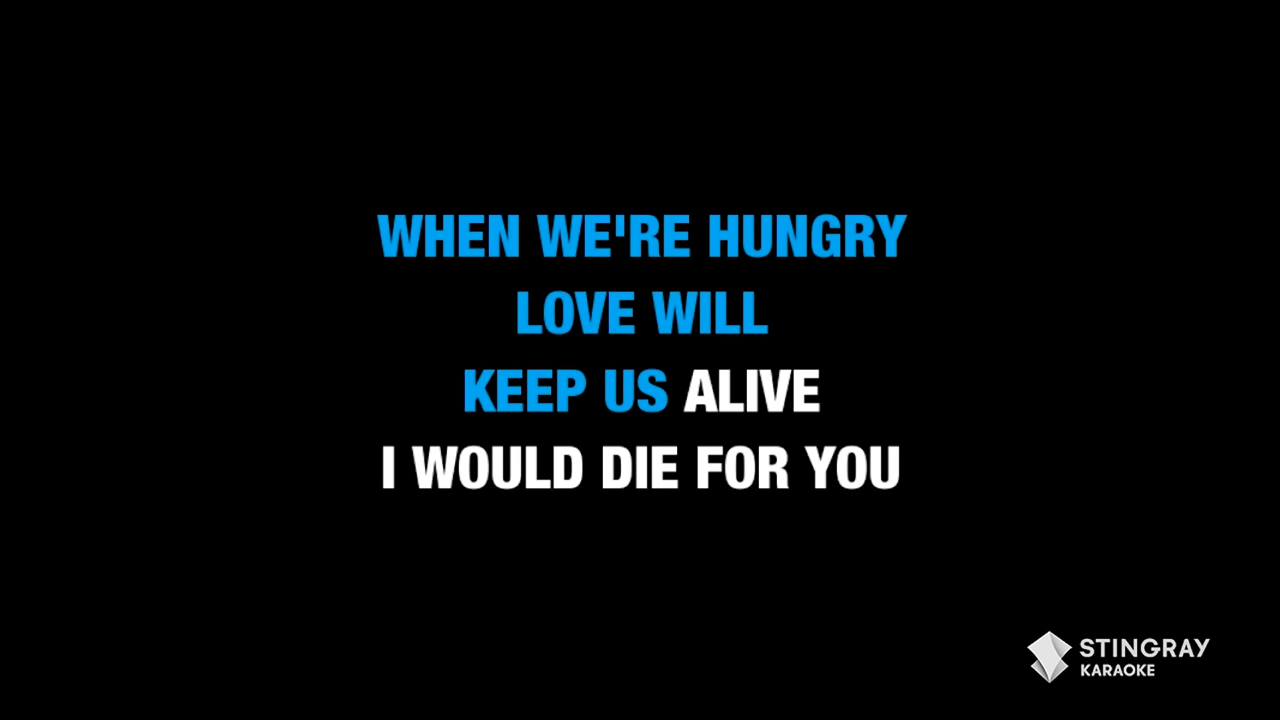 WHEN WE'RE HUNGRY
LOVE WILL
KEEP US ALIVE
I WOULD DIE FOR YOU
STINGRAY
KARAOKE